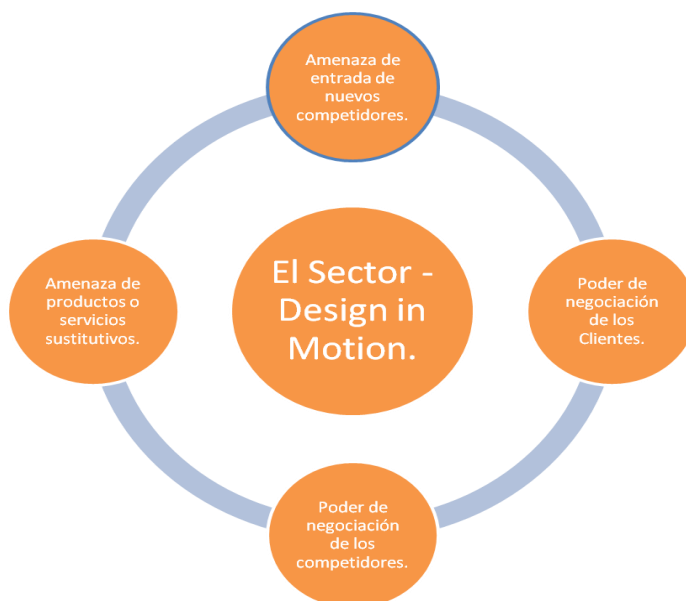 Amenaza de
entrada de
nuevos
competidores.
Amenaza de
productos o
servicios
sustitutivos.
El Sector -
Design in
Motion.
Poder de
negociación
de los
Clientes.
Poder de
negociación
de los
competidores.